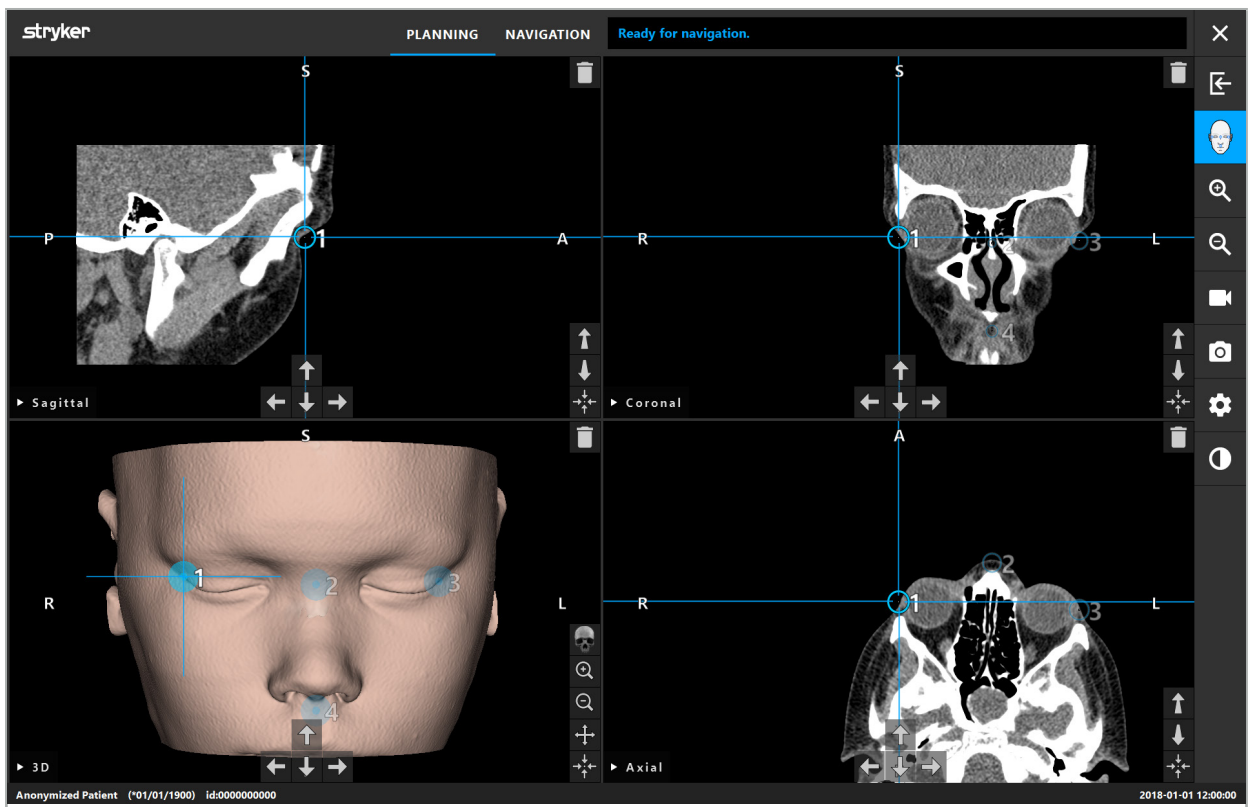 stryker
PLANNING NAVIGATION Ready for navigation.
S
P 1 A
Sagittal
S
R 1 2 3 L
4
Coronal
S
1 2 3
R L
4
3D
A
2
R 1 3 L
Axial
Anonymized Patient (*01/01/1900) id:0000000000 2018-01-01 12:00:00